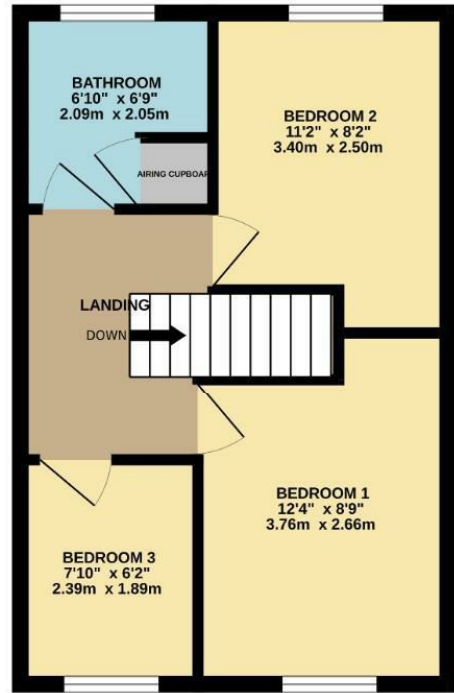 BATHROOM
6'10" x 6'9"
2.09m x 2.05m
BEDROOM 2
11'2" x 8'2"
3.40m x 2.50m
AIRING CUPBOAR
LANDING
DOWN
BEDROOM 1
12'4" x 8'9"
3.76m x 2.66m
BEDROOM 3
7'10" x 6'2"
2.39m x 1.89m